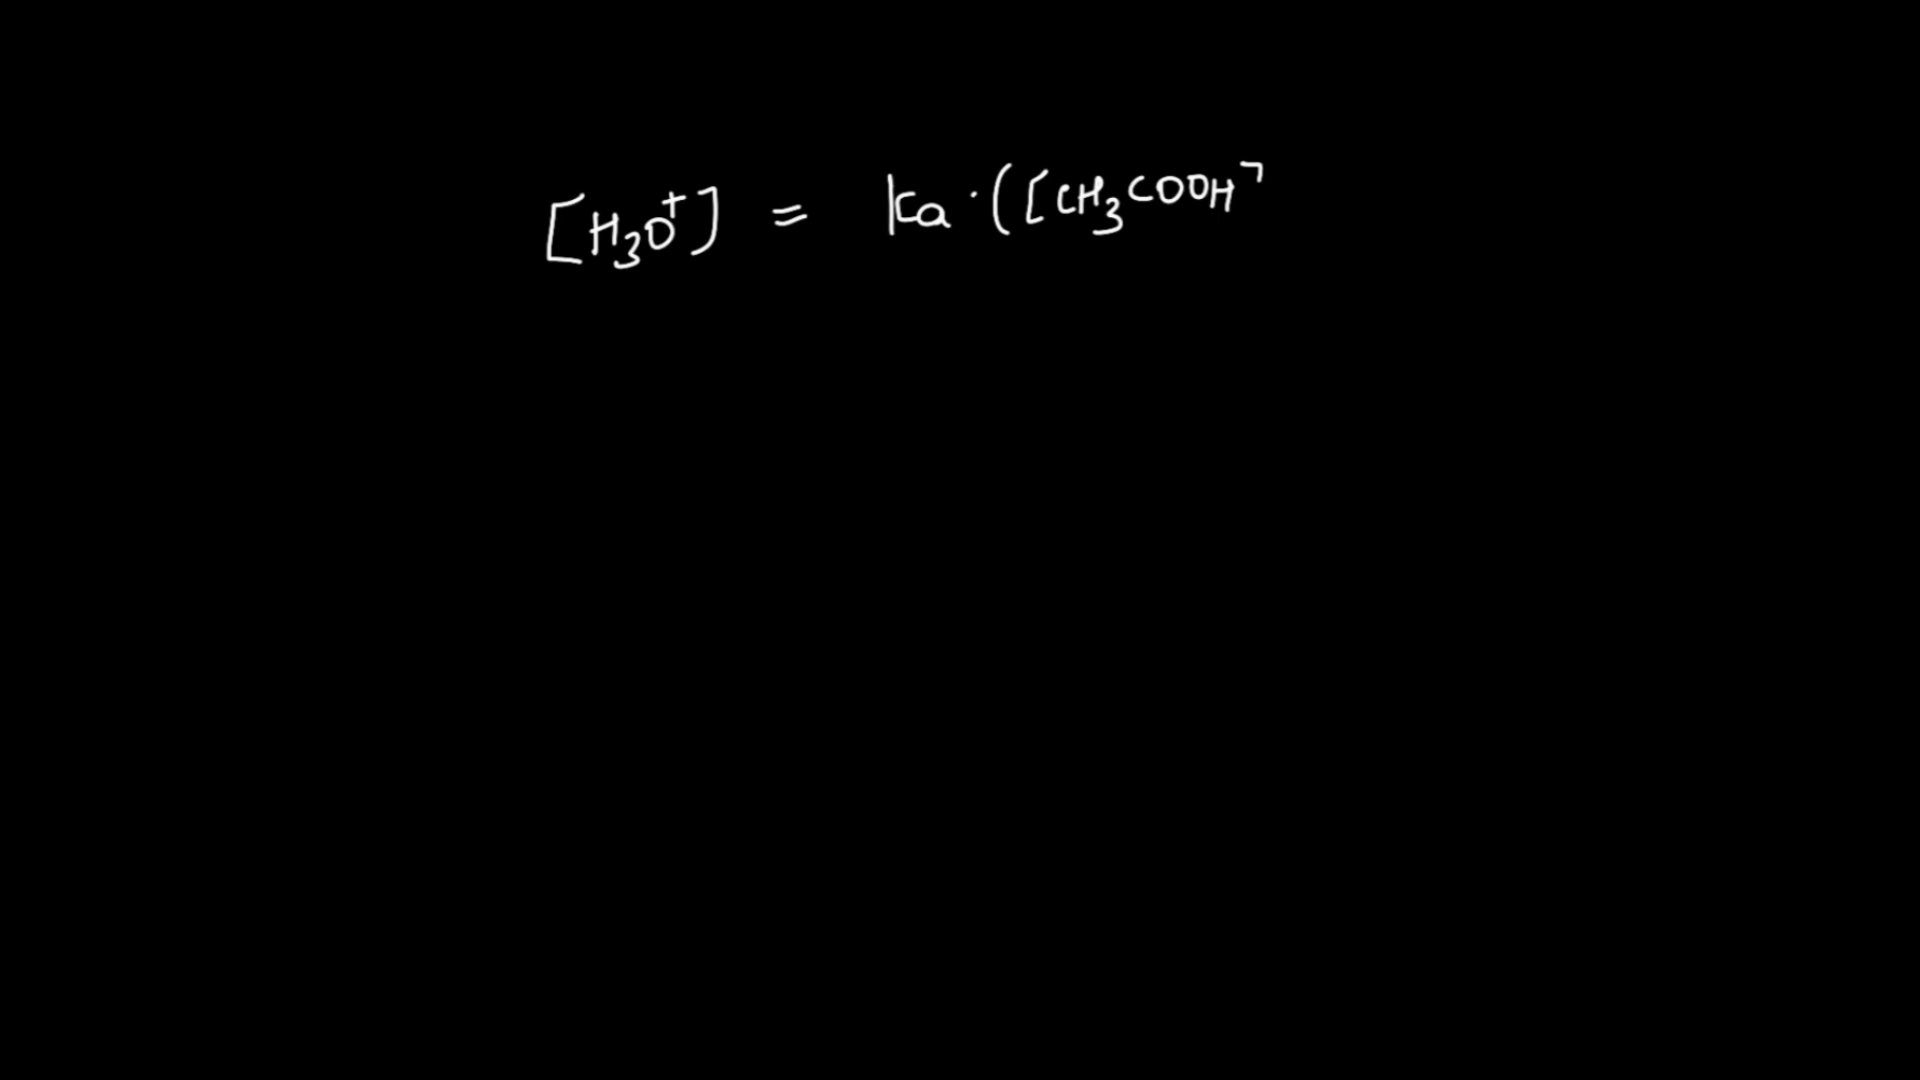 [H₃O⁺] = Ka · ([CH₃COOH